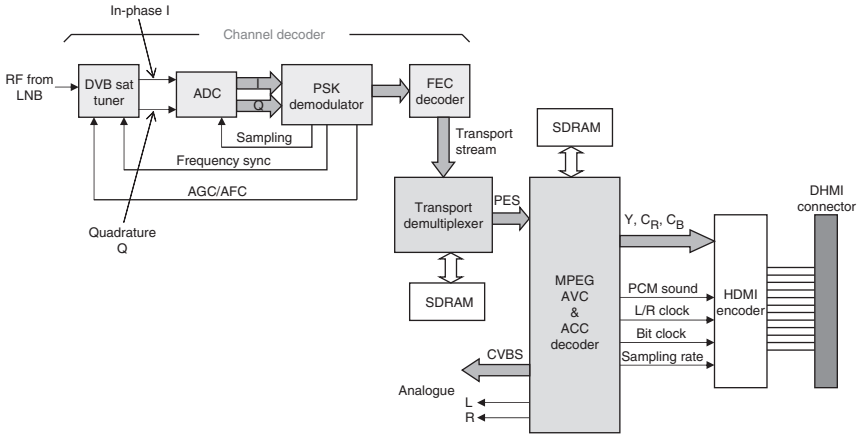 In-phase I
Channel decoder
RF from
LNB
DVB sat
tuner
ADC
I
Q
PSK
demodulator
FEC
decoder
Sampling
Frequency sync
AGC/AFC
Quadrature
Q
Transport
stream
SDRAM
Transport
demultiplexer
PES
SDRAM
MPEG
AVC
&
ACC
decoder
Y, CR, CB
PCM sound
L/R clock
Bit clock
Sampling rate
HDMI
encoder
DHMI
connector
CVBS
Analogue
L
R